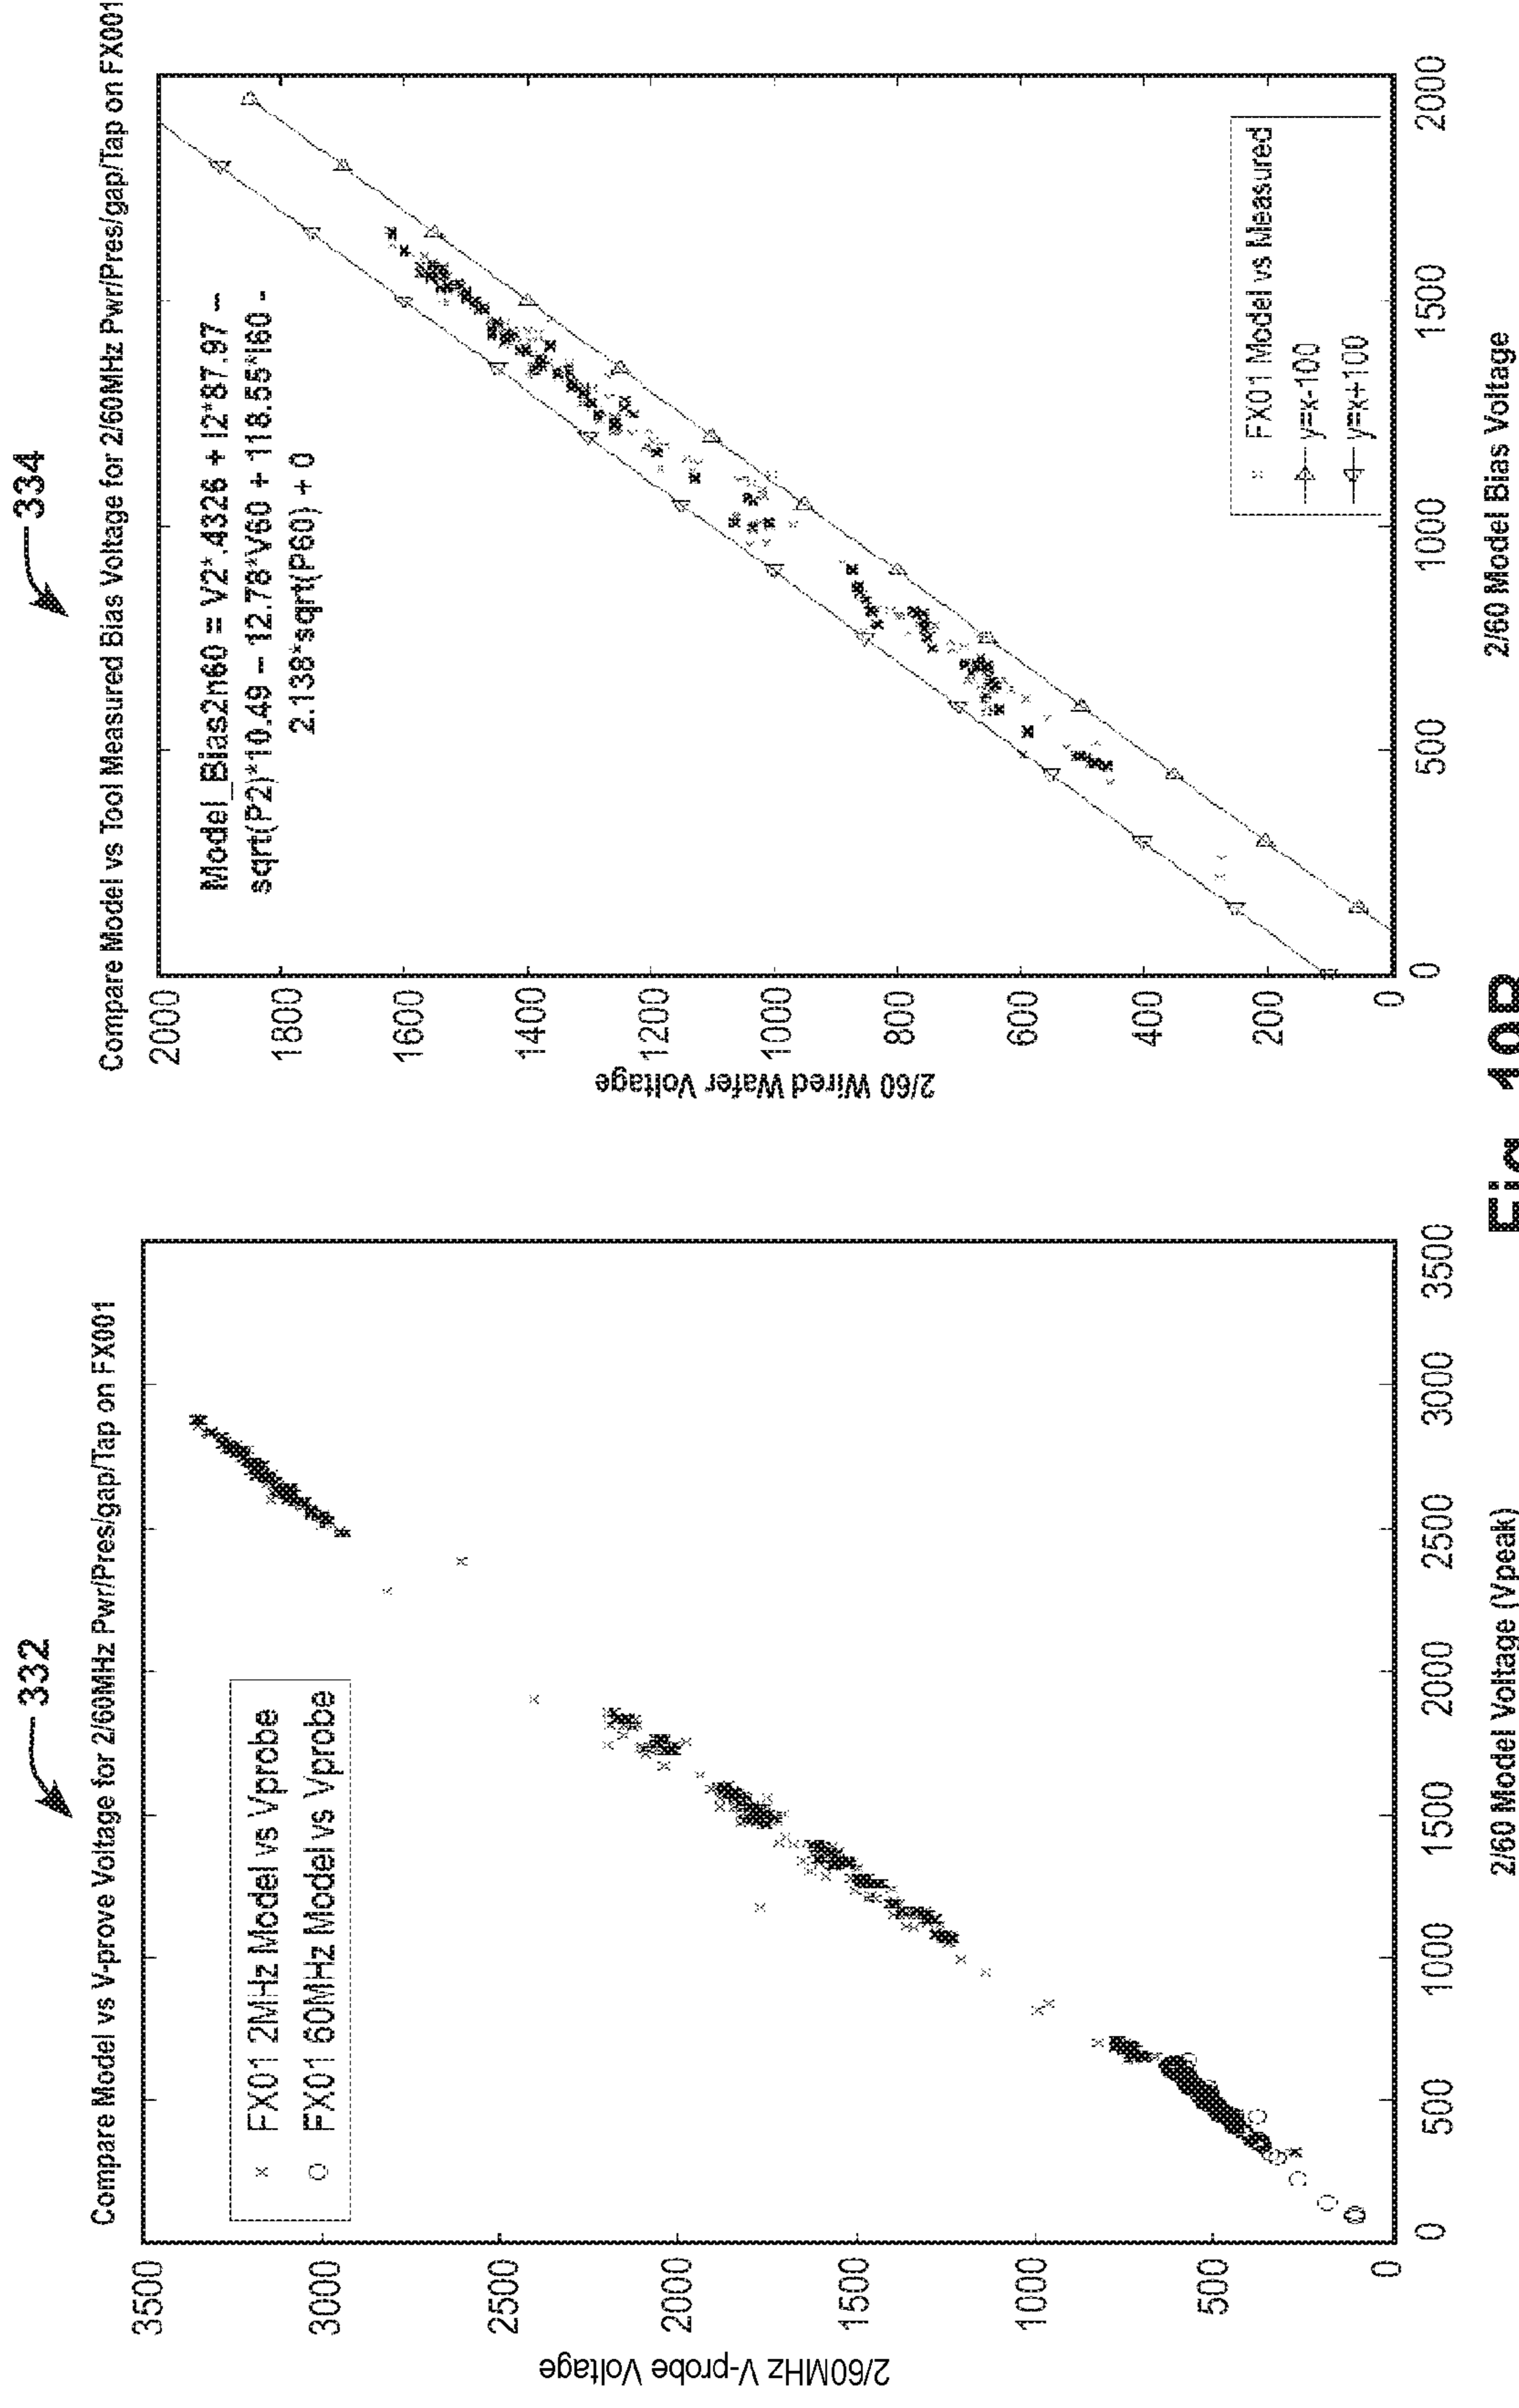 332
Compare Model vs V-prove Voltage for 2/60MHz Pwr/Pres/gap/Tap on FX001
2/60MHz V-probe Voltage
3500
3000
2500
2000
1500
1000
500
0
FX01 2MHz Model vs Vprobe
FX01 60MHz Model vs Vprobe
0
500
1000
1500
2000
2500
3000
3500
2/60 Model Voltage (Vpeak)
334
Compare Model vs Tool Measured Bias Voltage for 2/60MHz Pwr/Pres/gap/Tap on FX001
2/60 Wired Wafer Voltage
2000
1800
1600
1400
1200
1000
800
600
400
200
0
Model_Bias2n60 = V2*.4326 + I2*87.97 –
sqrt(P2)*10.49 – 12.78*V60 + 118.55*I60 -
2.138*sqrt(P60) + 0
FX01 Model vs Measured
y=x-100
y=x+100
0
500
1000
1500
2000
2/60 Model Bias Voltage